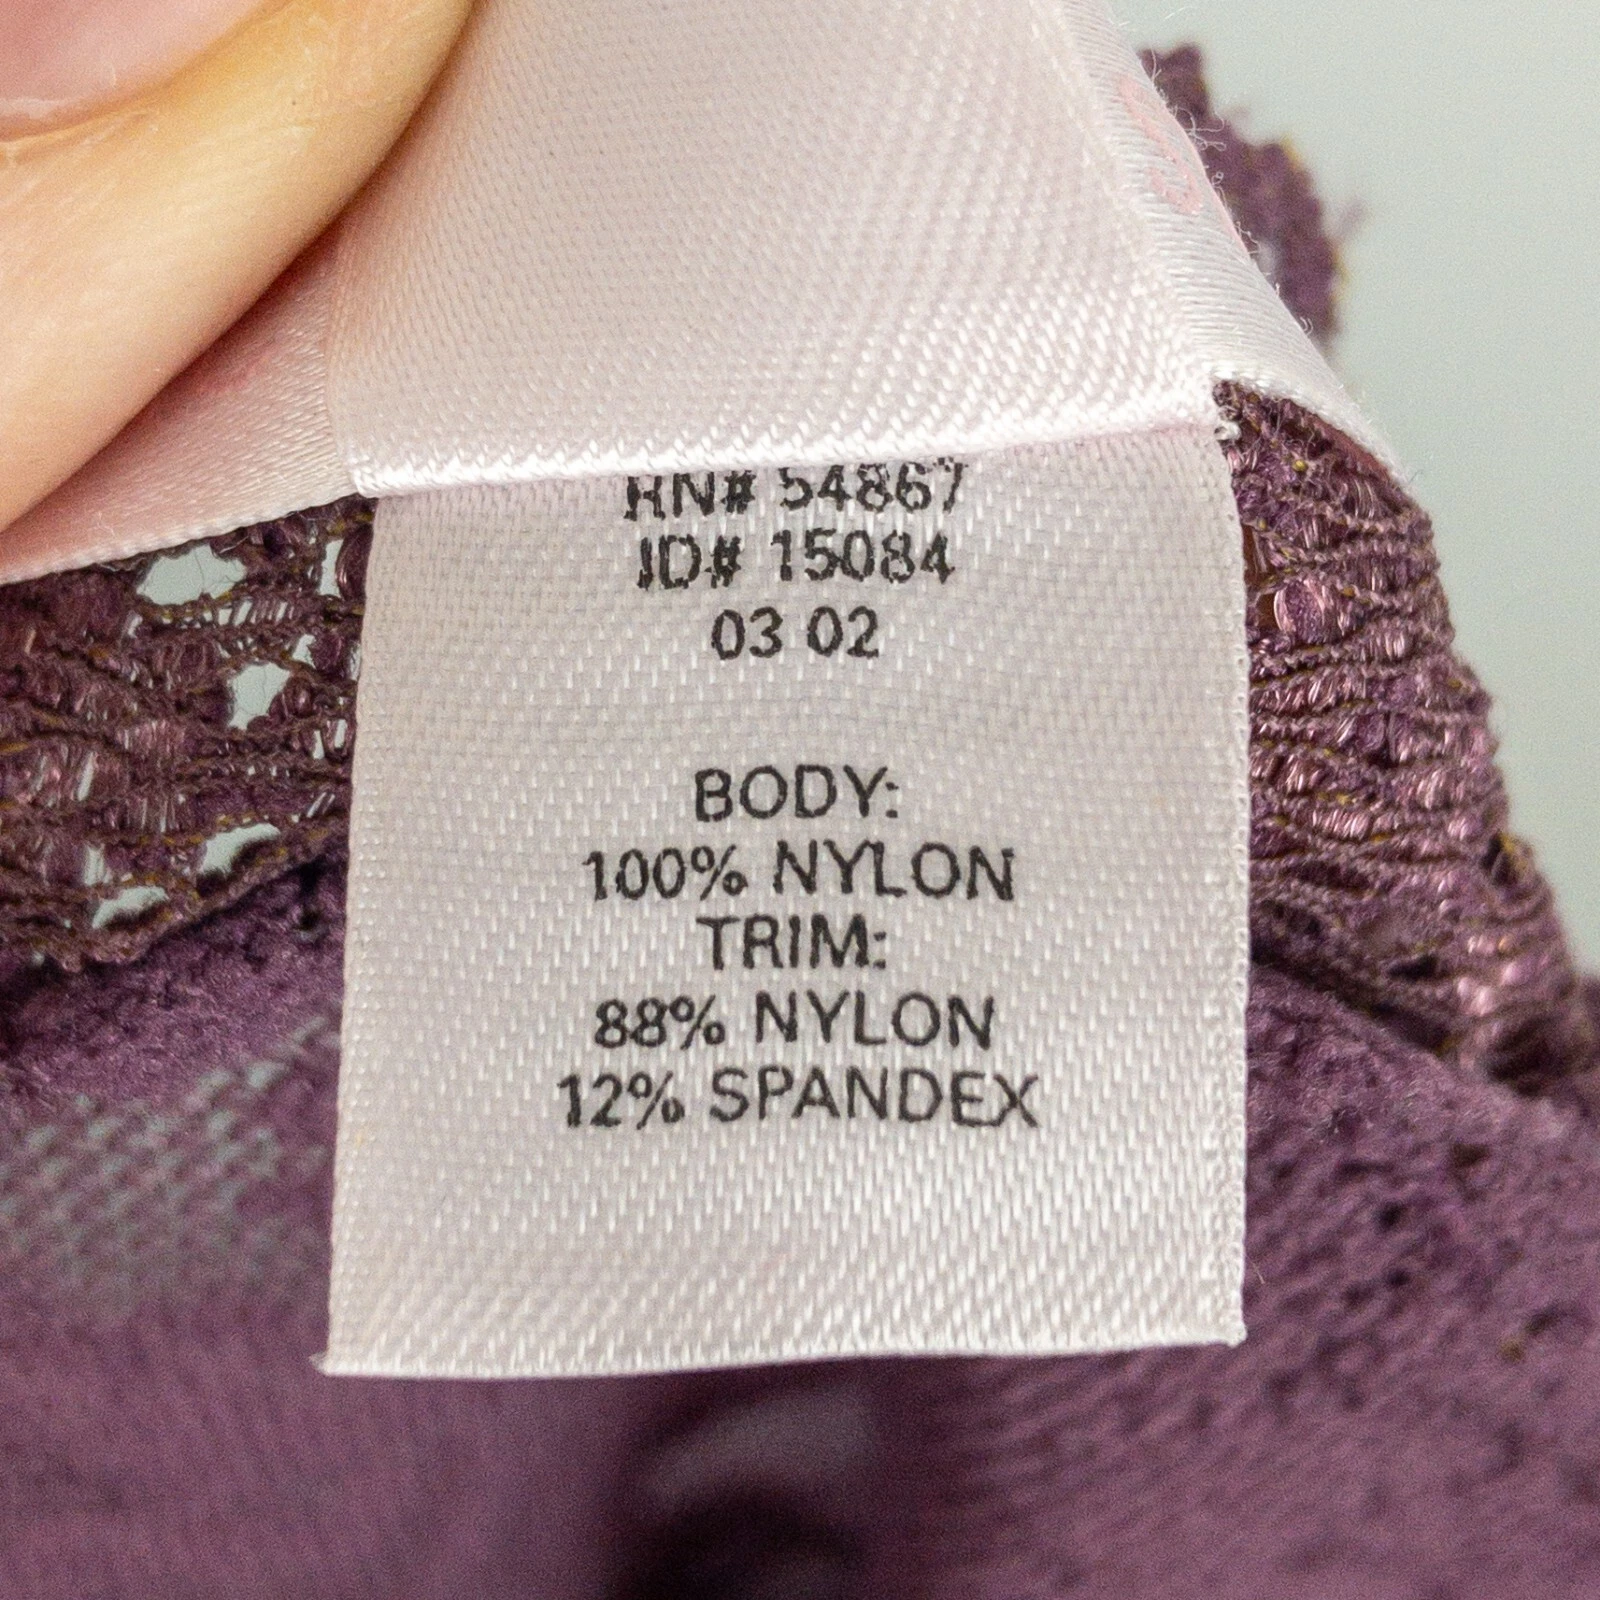 RN# 54867
ID# 15084
03 02
BODY:
100% NYLON
TRIM:
88% NYLON
12% SPANDEX